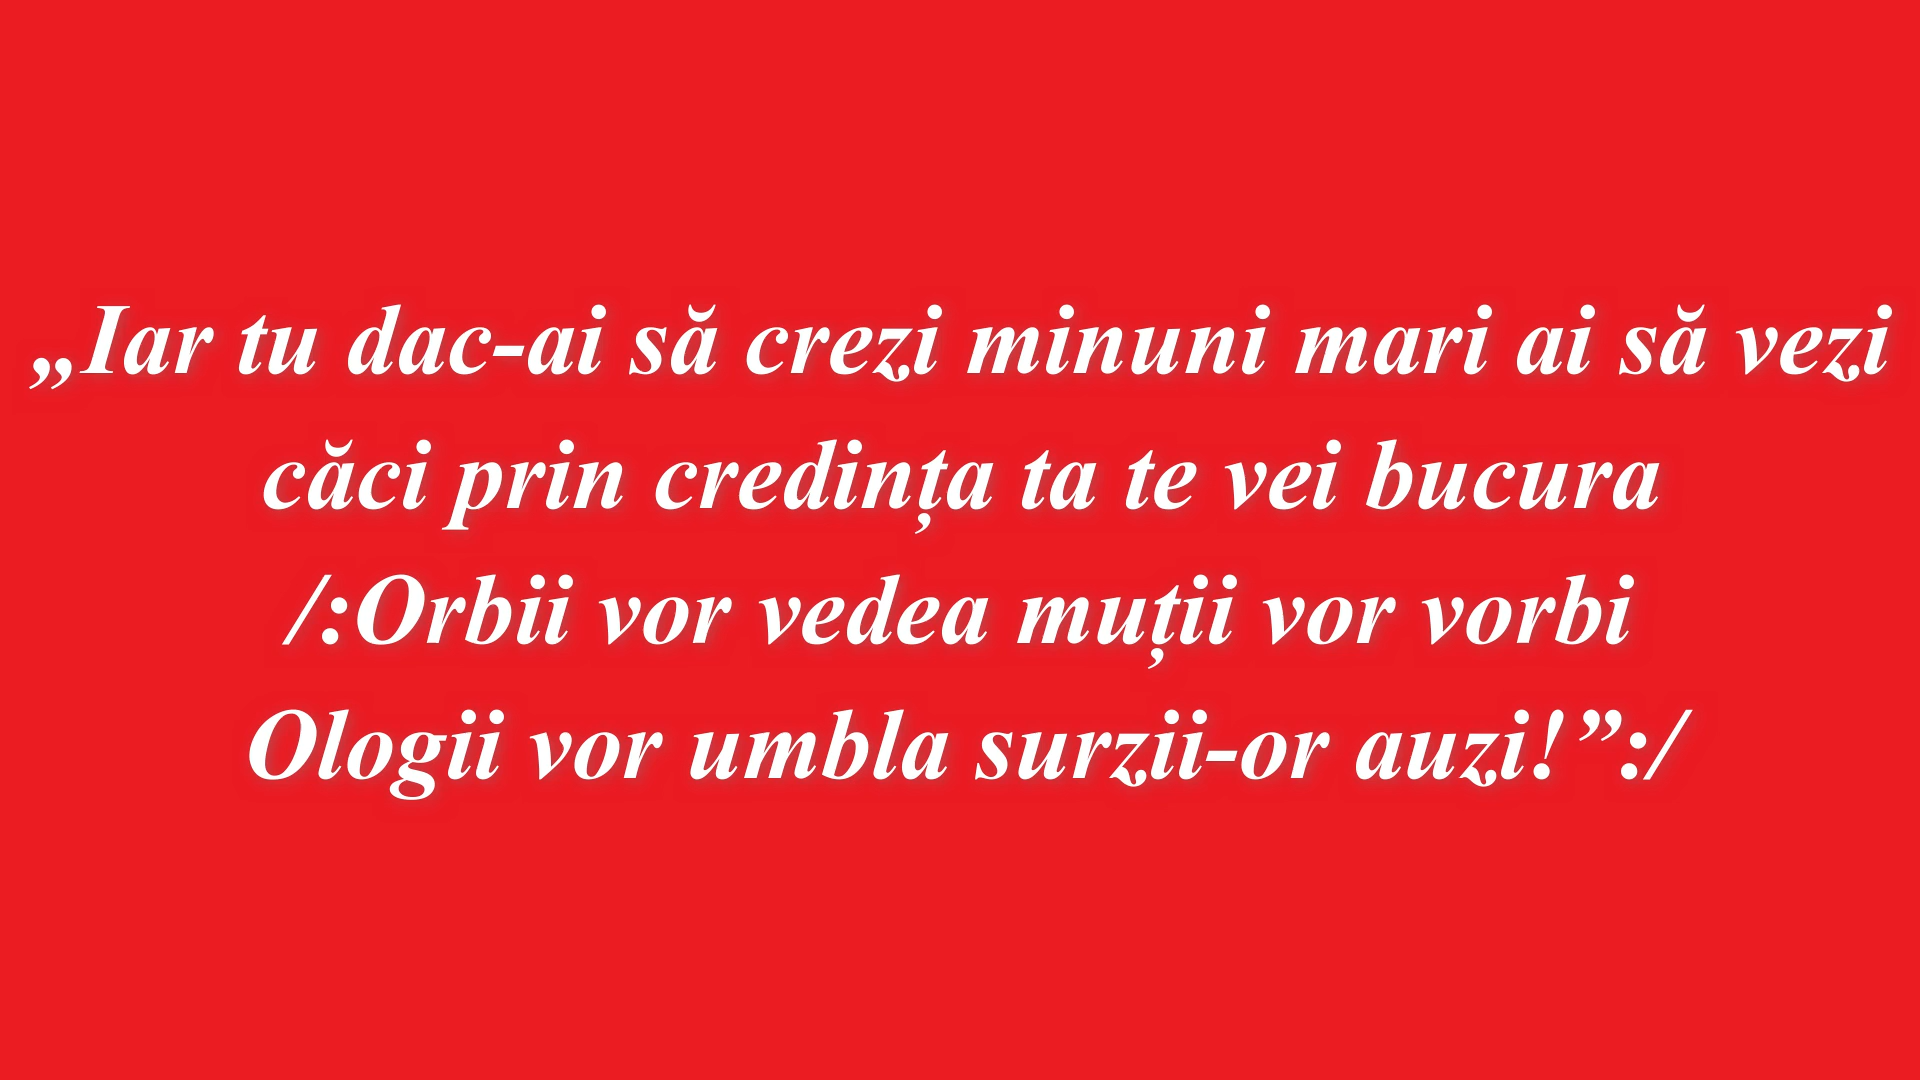 „Iar tu dac-ai să crezi minuni mari ai să vezi
căci prin credința ta te vei bucura
/:Orbii vor vedea muții vor vorbi
Ologii vor umbla surzii-or auzi!”:/